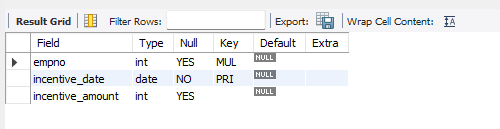 Result Grid Filter Rows: Export: Wrap Cell Content: IA
Field Type Null Key Default Extra
empno int YES MUL NULL
incentive_date date NO PRI NULL
incentive_amount int YES NULL